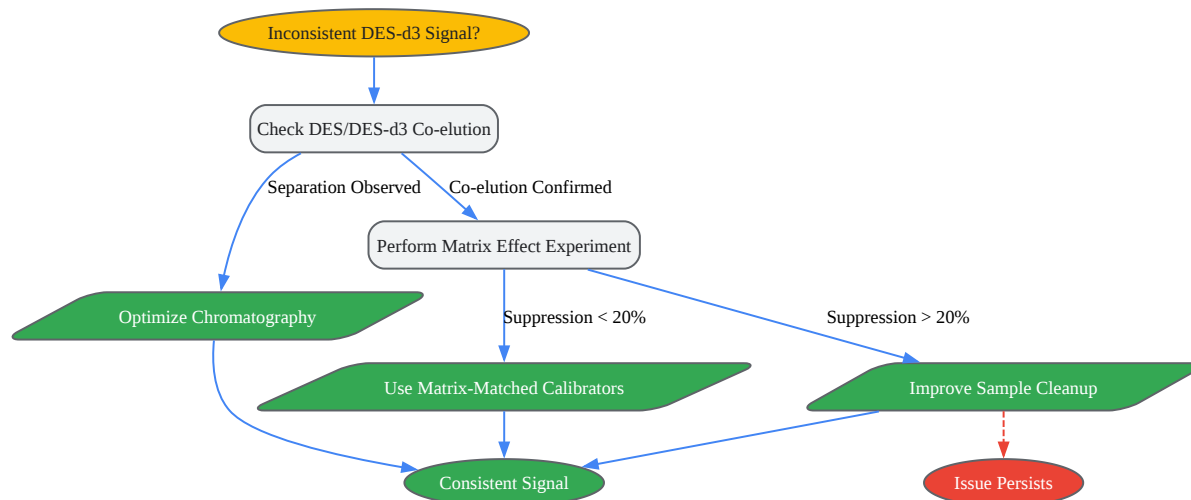 Inconsistent DES-d3 Signal?
Check DES/DES-d3 Co-elution
Separation Observed
Co-elution Confirmed
Perform Matrix Effect Experiment
Optimize Chromatography
Suppression < 20%
Suppression > 20%
Use Matrix-Matched Calibrators
Improve Sample Cleanup
Consistent Signal
Issue Persists